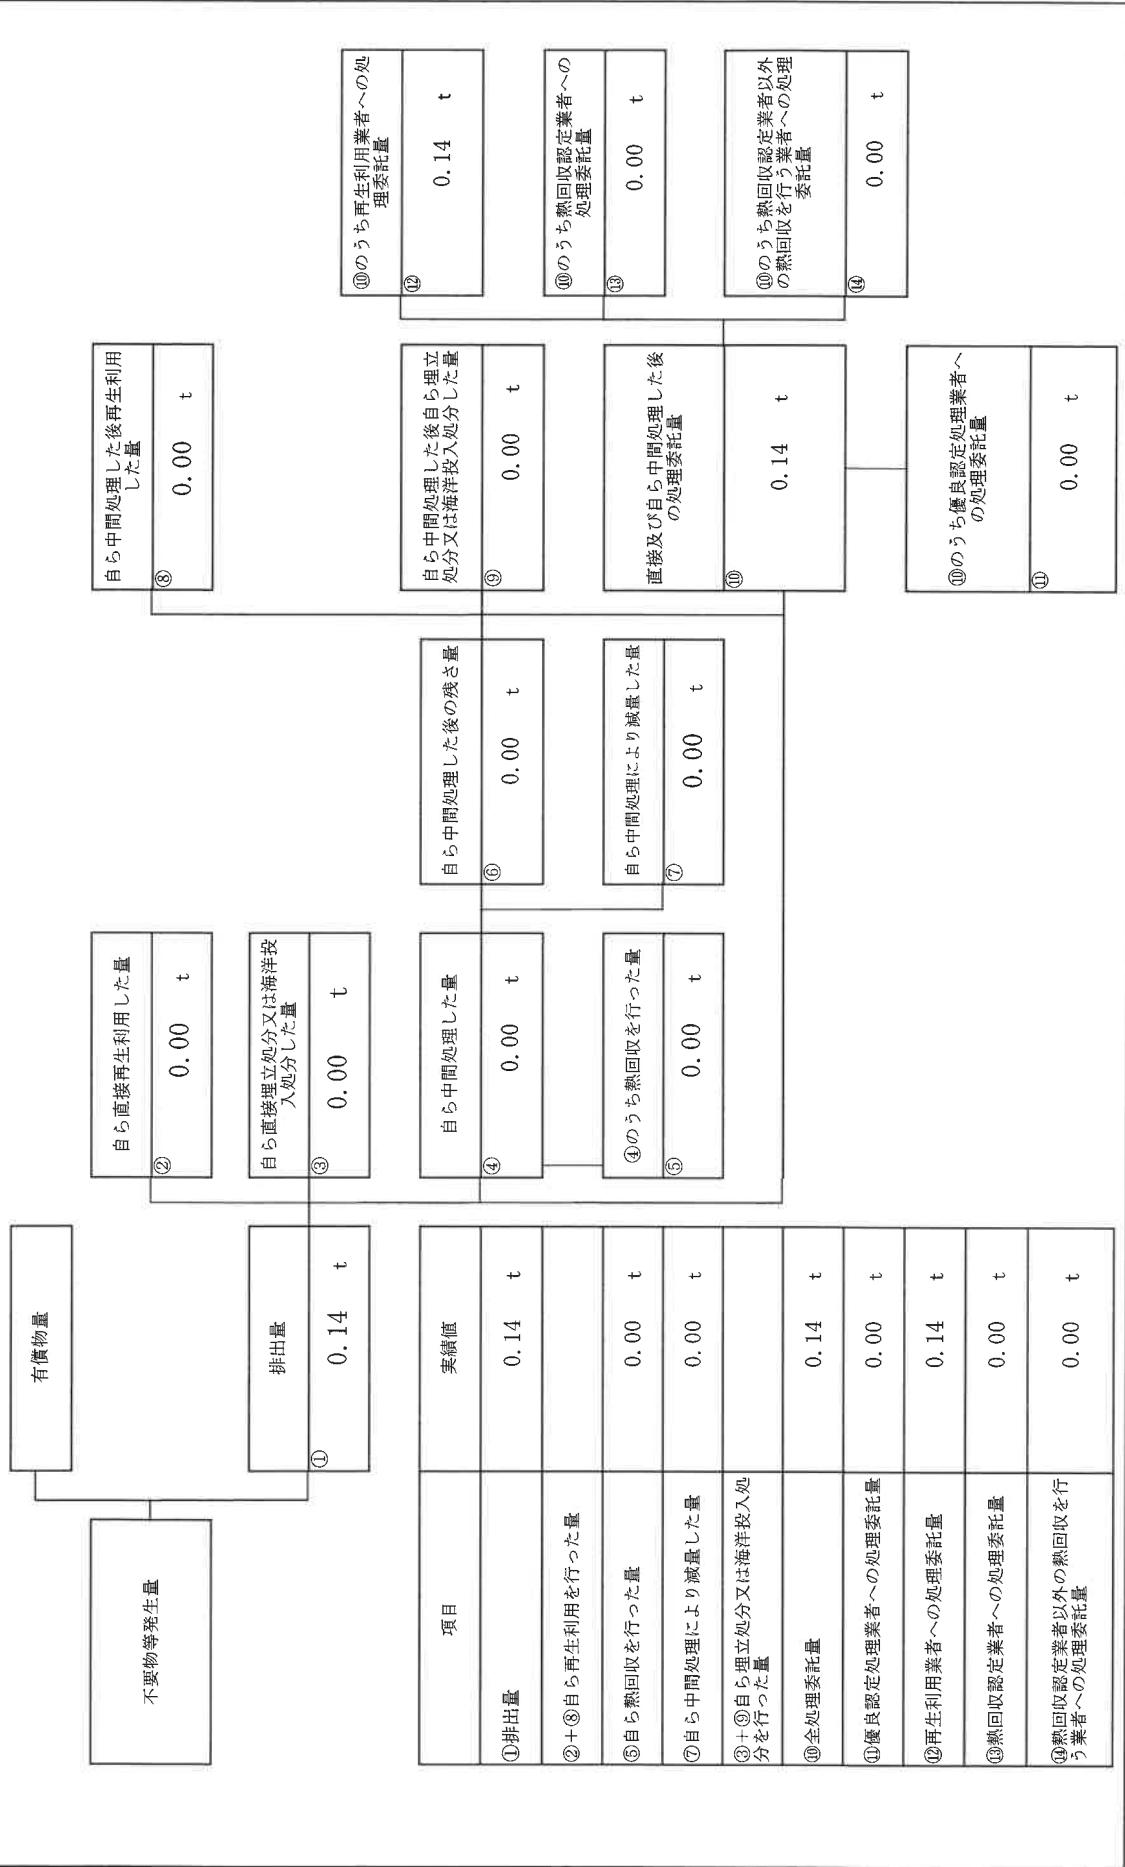 有償物量
不要物等発生量
排出量
①
0.14 t
自ら直接再生利用した量
②
0.00 t
自ら直接埋立処分又は海洋投
入処分した量
③
0.00 t
自ら中間処理した量
④
0.00 t
④のうち熱回収を行った量
⑤
0.00 t
自ら中間処理した後の残さ量
⑥
0.00 t
自ら中間処理により減量した量
⑦
0.00 t
自ら中間処理した後再生利用
した量
⑧
0.00 t
自ら中間処理した後自ら埋立
処分又は海洋投入処分した量
⑨
0.00 t
直接及び自ら中間処理した後
の処理委託量
⑩
0.14 t
⑩のうち優良認定処理業者へ
の処理委託量
⑪
0.00 t
⑩のうち再生利用業者への処
理委託量
⑫
0.14 t
⑩のうち熱回収認定業者への
処理委託量
⑬
0.00 t
⑩のうち熱回収認定業者以外
の熱回収を行う業者への処理
委託量
⑭
0.00 t
項目 実績値
①排出量 0.14 t
②+⑧自ら再生利用を行った量
⑤自ら熱回収を行った量 0.00 t
⑦自ら中間処理により減量した量 0.00 t
③+⑨自ら埋立処分又は海洋投入処
分を行った量
⑩全処理委託量 0.14 t
⑪優良認定処理業者への処理委託量 0.00 t
⑫再生利用業者への処理委託量 0.14 t
⑬熱回収認定業者への処理委託量 0.00 t
⑭熱回収認定業者以外の熱回収を行
う業者への処理委託量 0.00 t